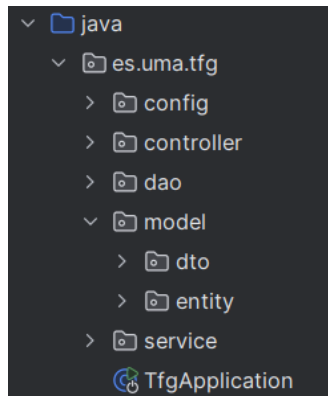 java
es.uma.tfg
config
controller
dao
model
dto
entity
service
TfgApplication